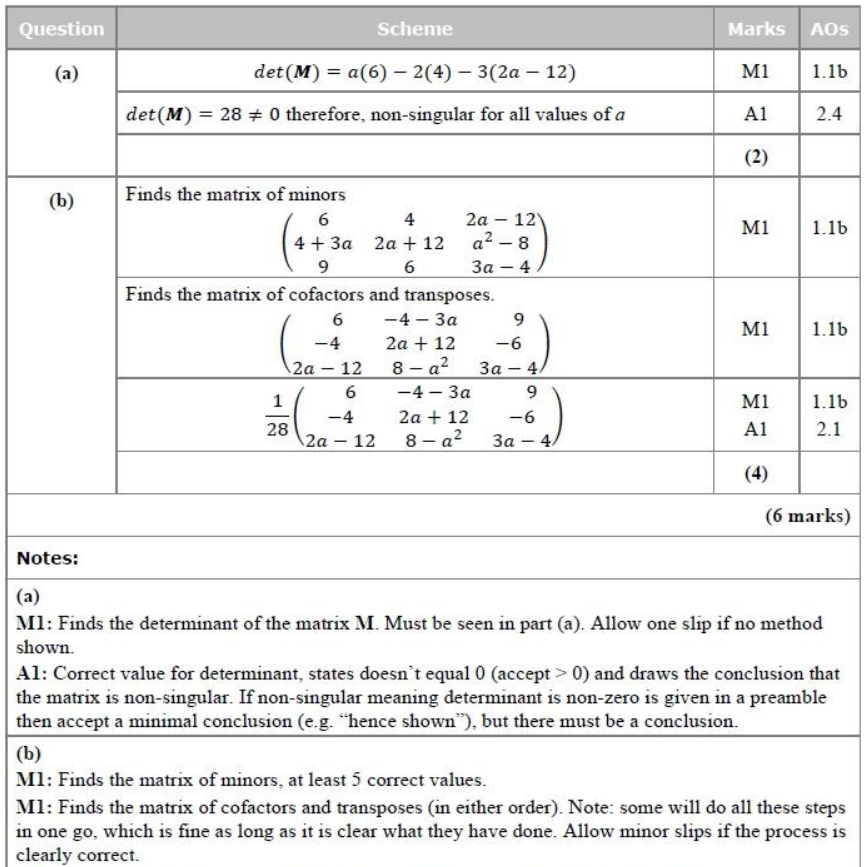 Question Scheme Marks AOs
(a) det(M) = a(6) − 2(4) − 3(2a − 12) M1 1.1b
det(M) = 28 ≠ 0 therefore, non-singular for all values of a A1 2.4
(2)
(b) Finds the matrix of minors
6 4 2a − 12
4 + 3a 2a + 12 a² − 8 M1 1.1b
9 6 3a − 4
Finds the matrix of cofactors and transposes.
6 −4 − 3a 9
−4 2a + 12 −6 M1 1.1b
2a − 12 8 − a² 3a − 4
1/28
6 −4 − 3a 9 M1 1.1b
−4 2a + 12 −6 A1 2.1
2a − 12 8 − a² 3a − 4
(4)
(6 marks)
Notes:
(a)
M1: Finds the determinant of the matrix M. Must be seen in part (a). Allow one slip if no method
shown.
A1: Correct value for determinant, states doesn't equal 0 (accept > 0) and draws the conclusion that
the matrix is non-singular. If non-singular meaning determinant is non-zero is given in a preamble
then accept a minimal conclusion (e.g. “hence shown”), but there must be a conclusion.
(b)
M1: Finds the matrix of minors, at least 5 correct values.
M1: Finds the matrix of cofactors and transposes (in either order). Note: some will do all these steps
in one go, which is fine as long as it is clear what they have done. Allow minor slips if the process is
clearly correct.